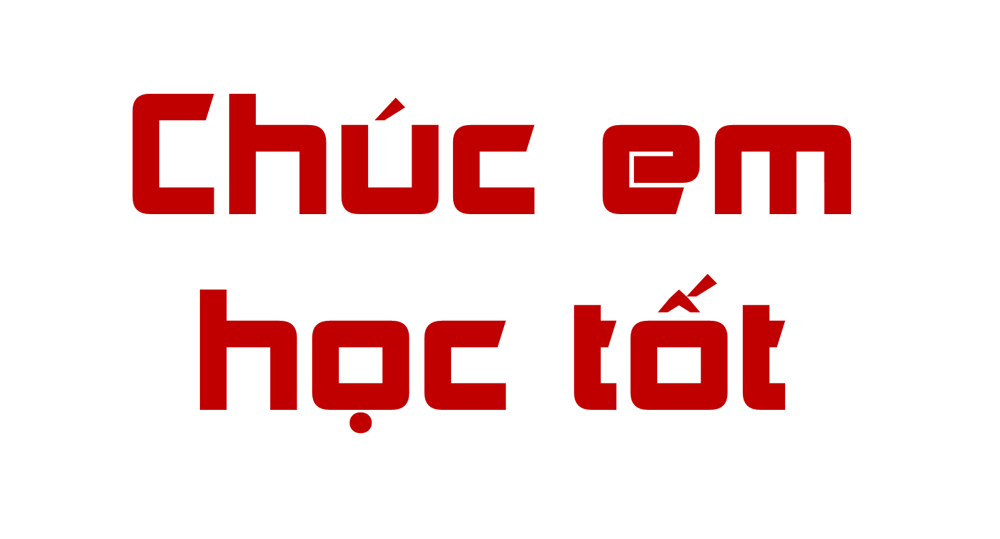 Chúc em
học tốt